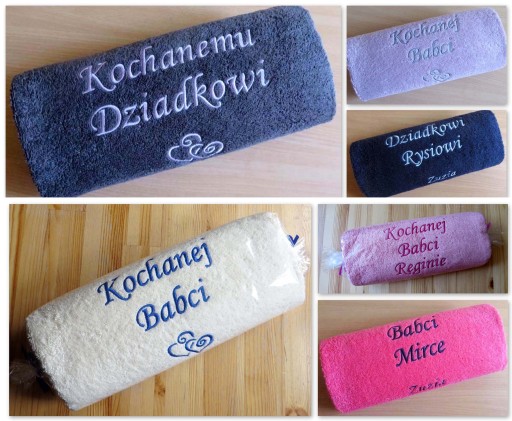 Kochanemu
Dziadkowi
Kochanej
Babci
Dziadkowi
Rysiowi
Zuzia
Kochanej
Babci
Kochanej
Babci
Reginie
Babci
Mirce
Zuzia